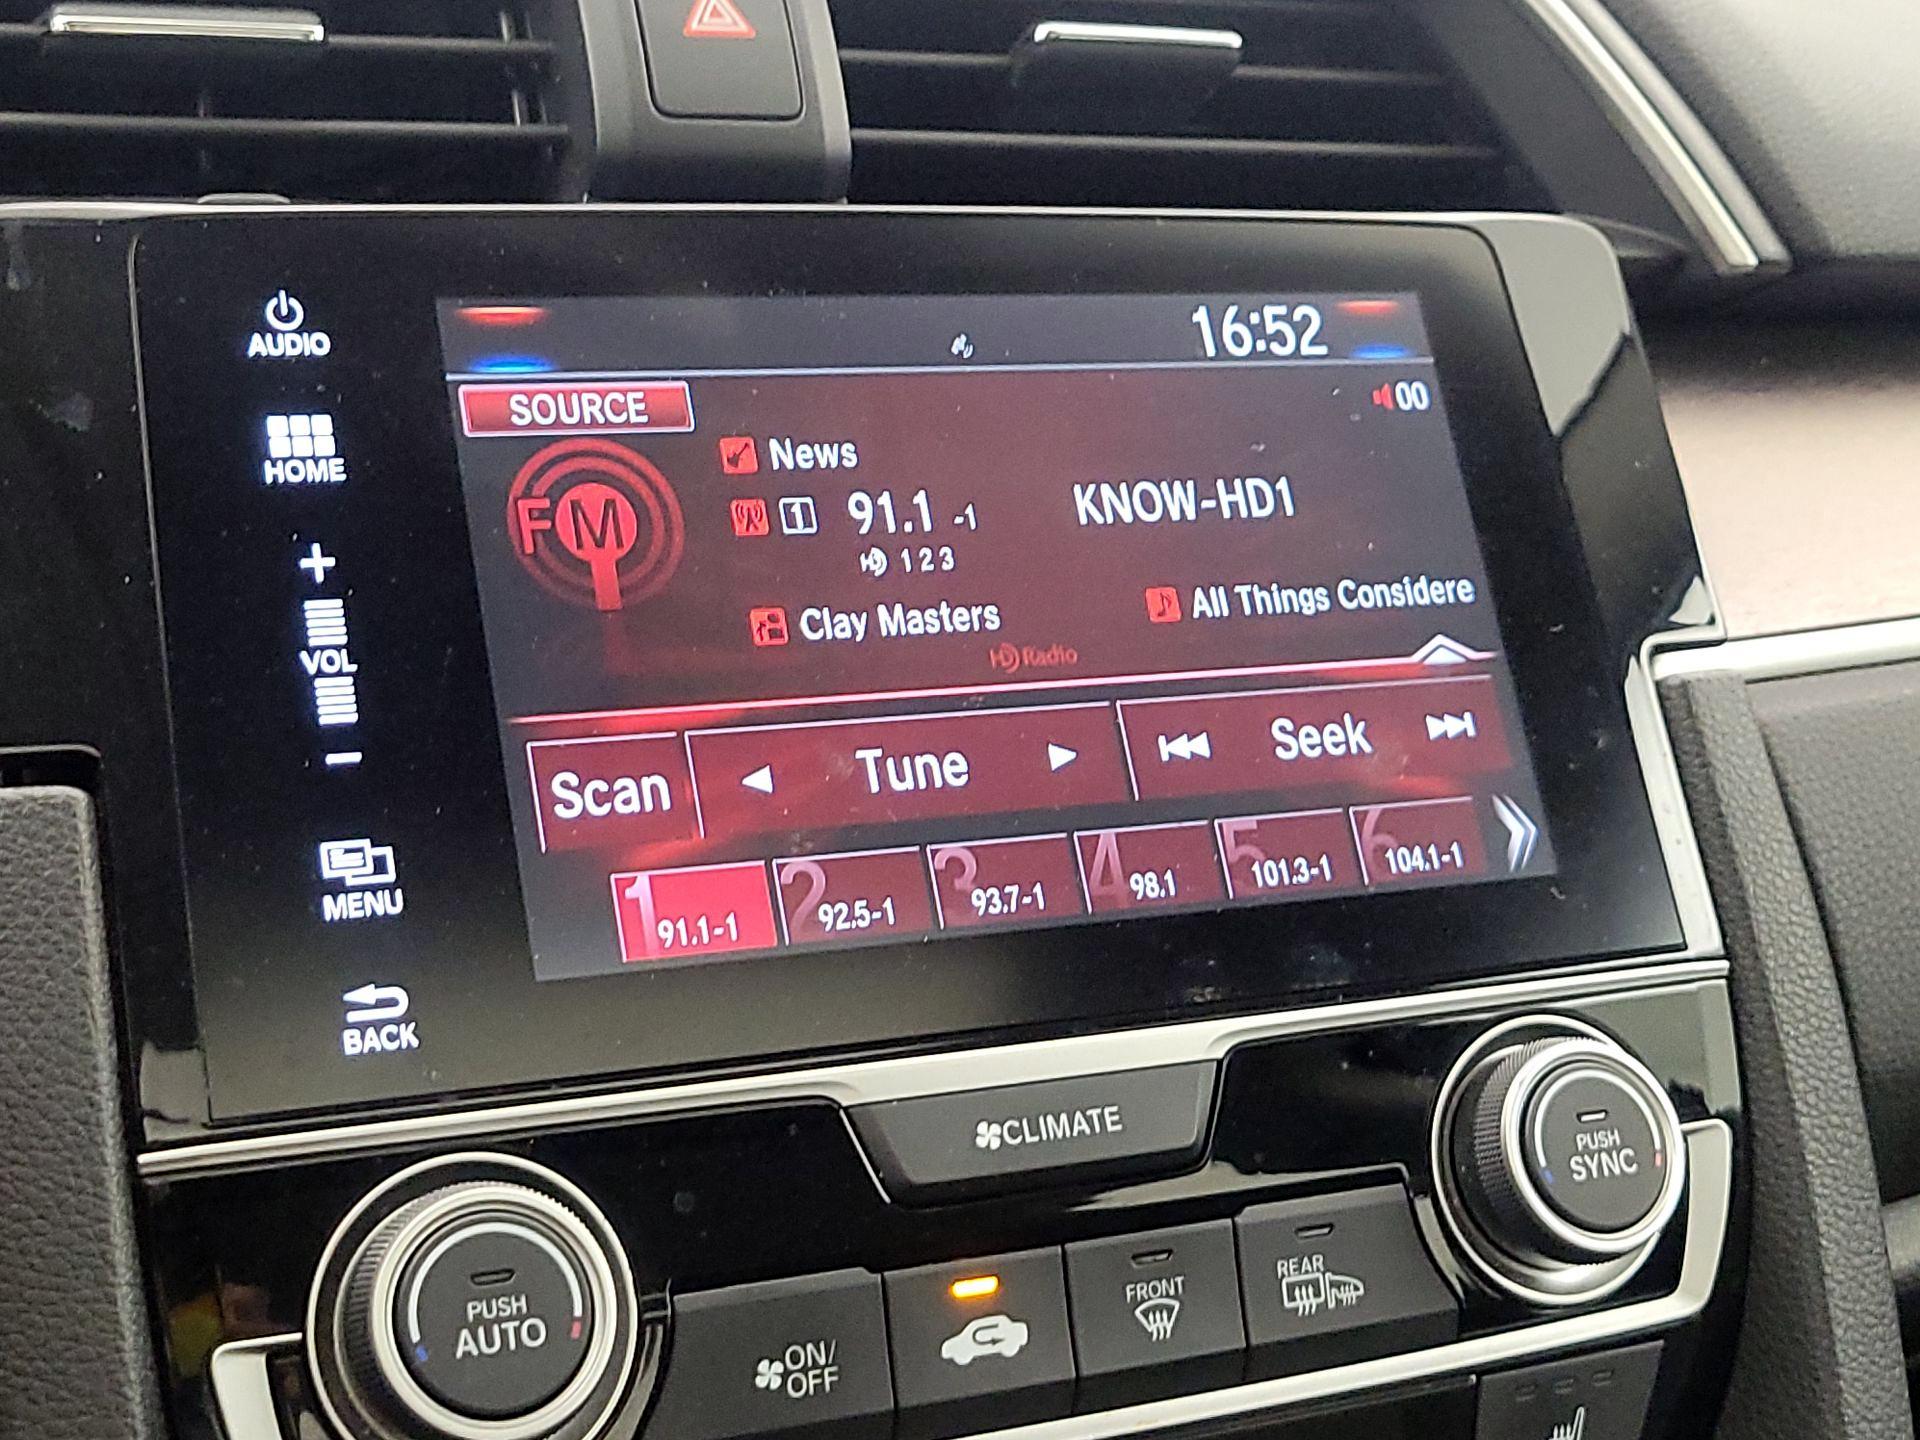 AUDIO
HOME
+
VOL
-
MENU
BACK
16:52
SOURCE
00
FM
News
1 91.1 -1
KNOW-HD1
HD 1 2 3
Clay Masters
All Things Considere
HD Radio
Scan
Tune
Seek
1 91.1-1
2 92.5-1
3 93.7-1
4 98.1
5 101.3-1
6 104.1-1
CLIMATE
PUSH
AUTO
ON/
OFF
FRONT
REAR
PUSH
SYNC